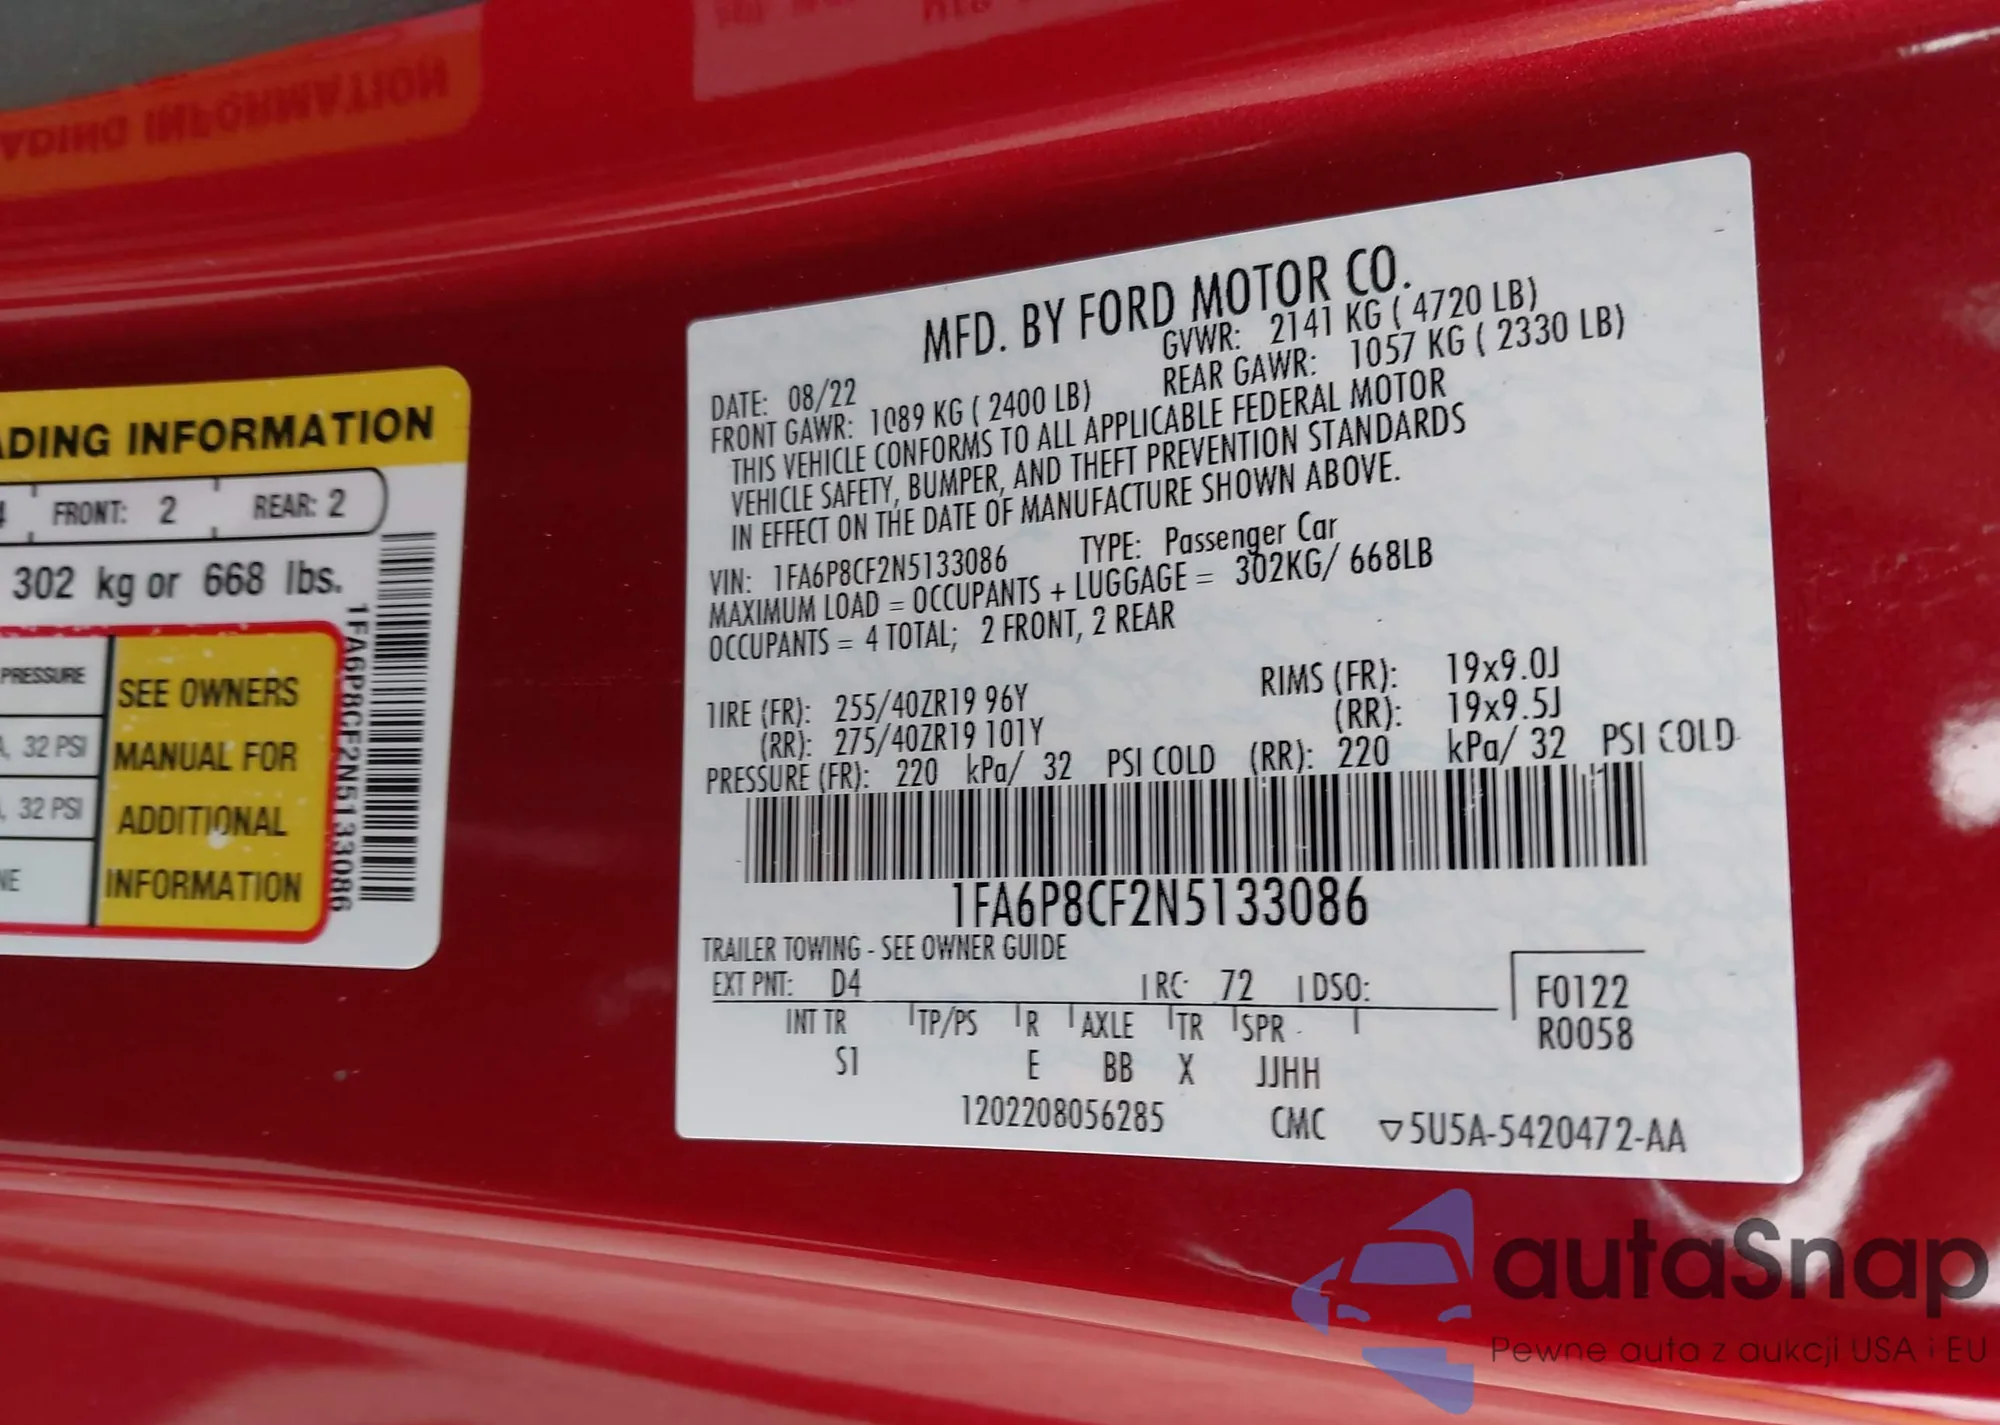 ADING INFORMATION
FRONT: 2
REAR: 2
302 kg or 668 lbs.
PRESSURE
32 PSI
32 PSI
SEE OWNERS
MANUAL FOR
ADDITIONAL
INFORMATION
1FA6P8CF2N5133086
MFD. BY FORD MOTOR CO.
DATE: 08/22
GVWR: 2141 KG ( 4720 LB)
FRONT GAWR: 1089 KG ( 2400 LB)
REAR GAWR: 1057 KG ( 2330 LB)
THIS VEHICLE CONFORMS TO ALL APPLICABLE FEDERAL MOTOR
VEHICLE SAFETY, BUMPER, AND THEFT PREVENTION STANDARDS
IN EFFECT ON THE DATE OF MANUFACTURE SHOWN ABOVE.
VIN: 1FA6P8CF2N5133086 TYPE: Passenger Car
MAXIMUM LOAD = OCCUPANTS + LUGGAGE = 302KG/ 668LB
OCCUPANTS = 4 TOTAL; 2 FRONT, 2 REAR
TIRE (FR): 255/40ZR19 96Y RIMS (FR): 19x9.0J
(RR): 275/40ZR19 101Y (RR): 19x9.5J
PRESSURE (FR): 220 kPa/ 32 PSI COLD (RR): 220 kPa/ 32 PSI COLD
1FA6P8CF2N5133086
TRAILER TOWING - SEE OWNER GUIDE
EXT PNT: D4 RC: 72 DSO:
F0122
R0058
INT TR TP/PS R AXLE TR SPR
S1 E BB X JJHH
1202208056285 CMC ▽5U5A-5420472-AA
autaSnap
Pewne auta z aukcji USA i EU